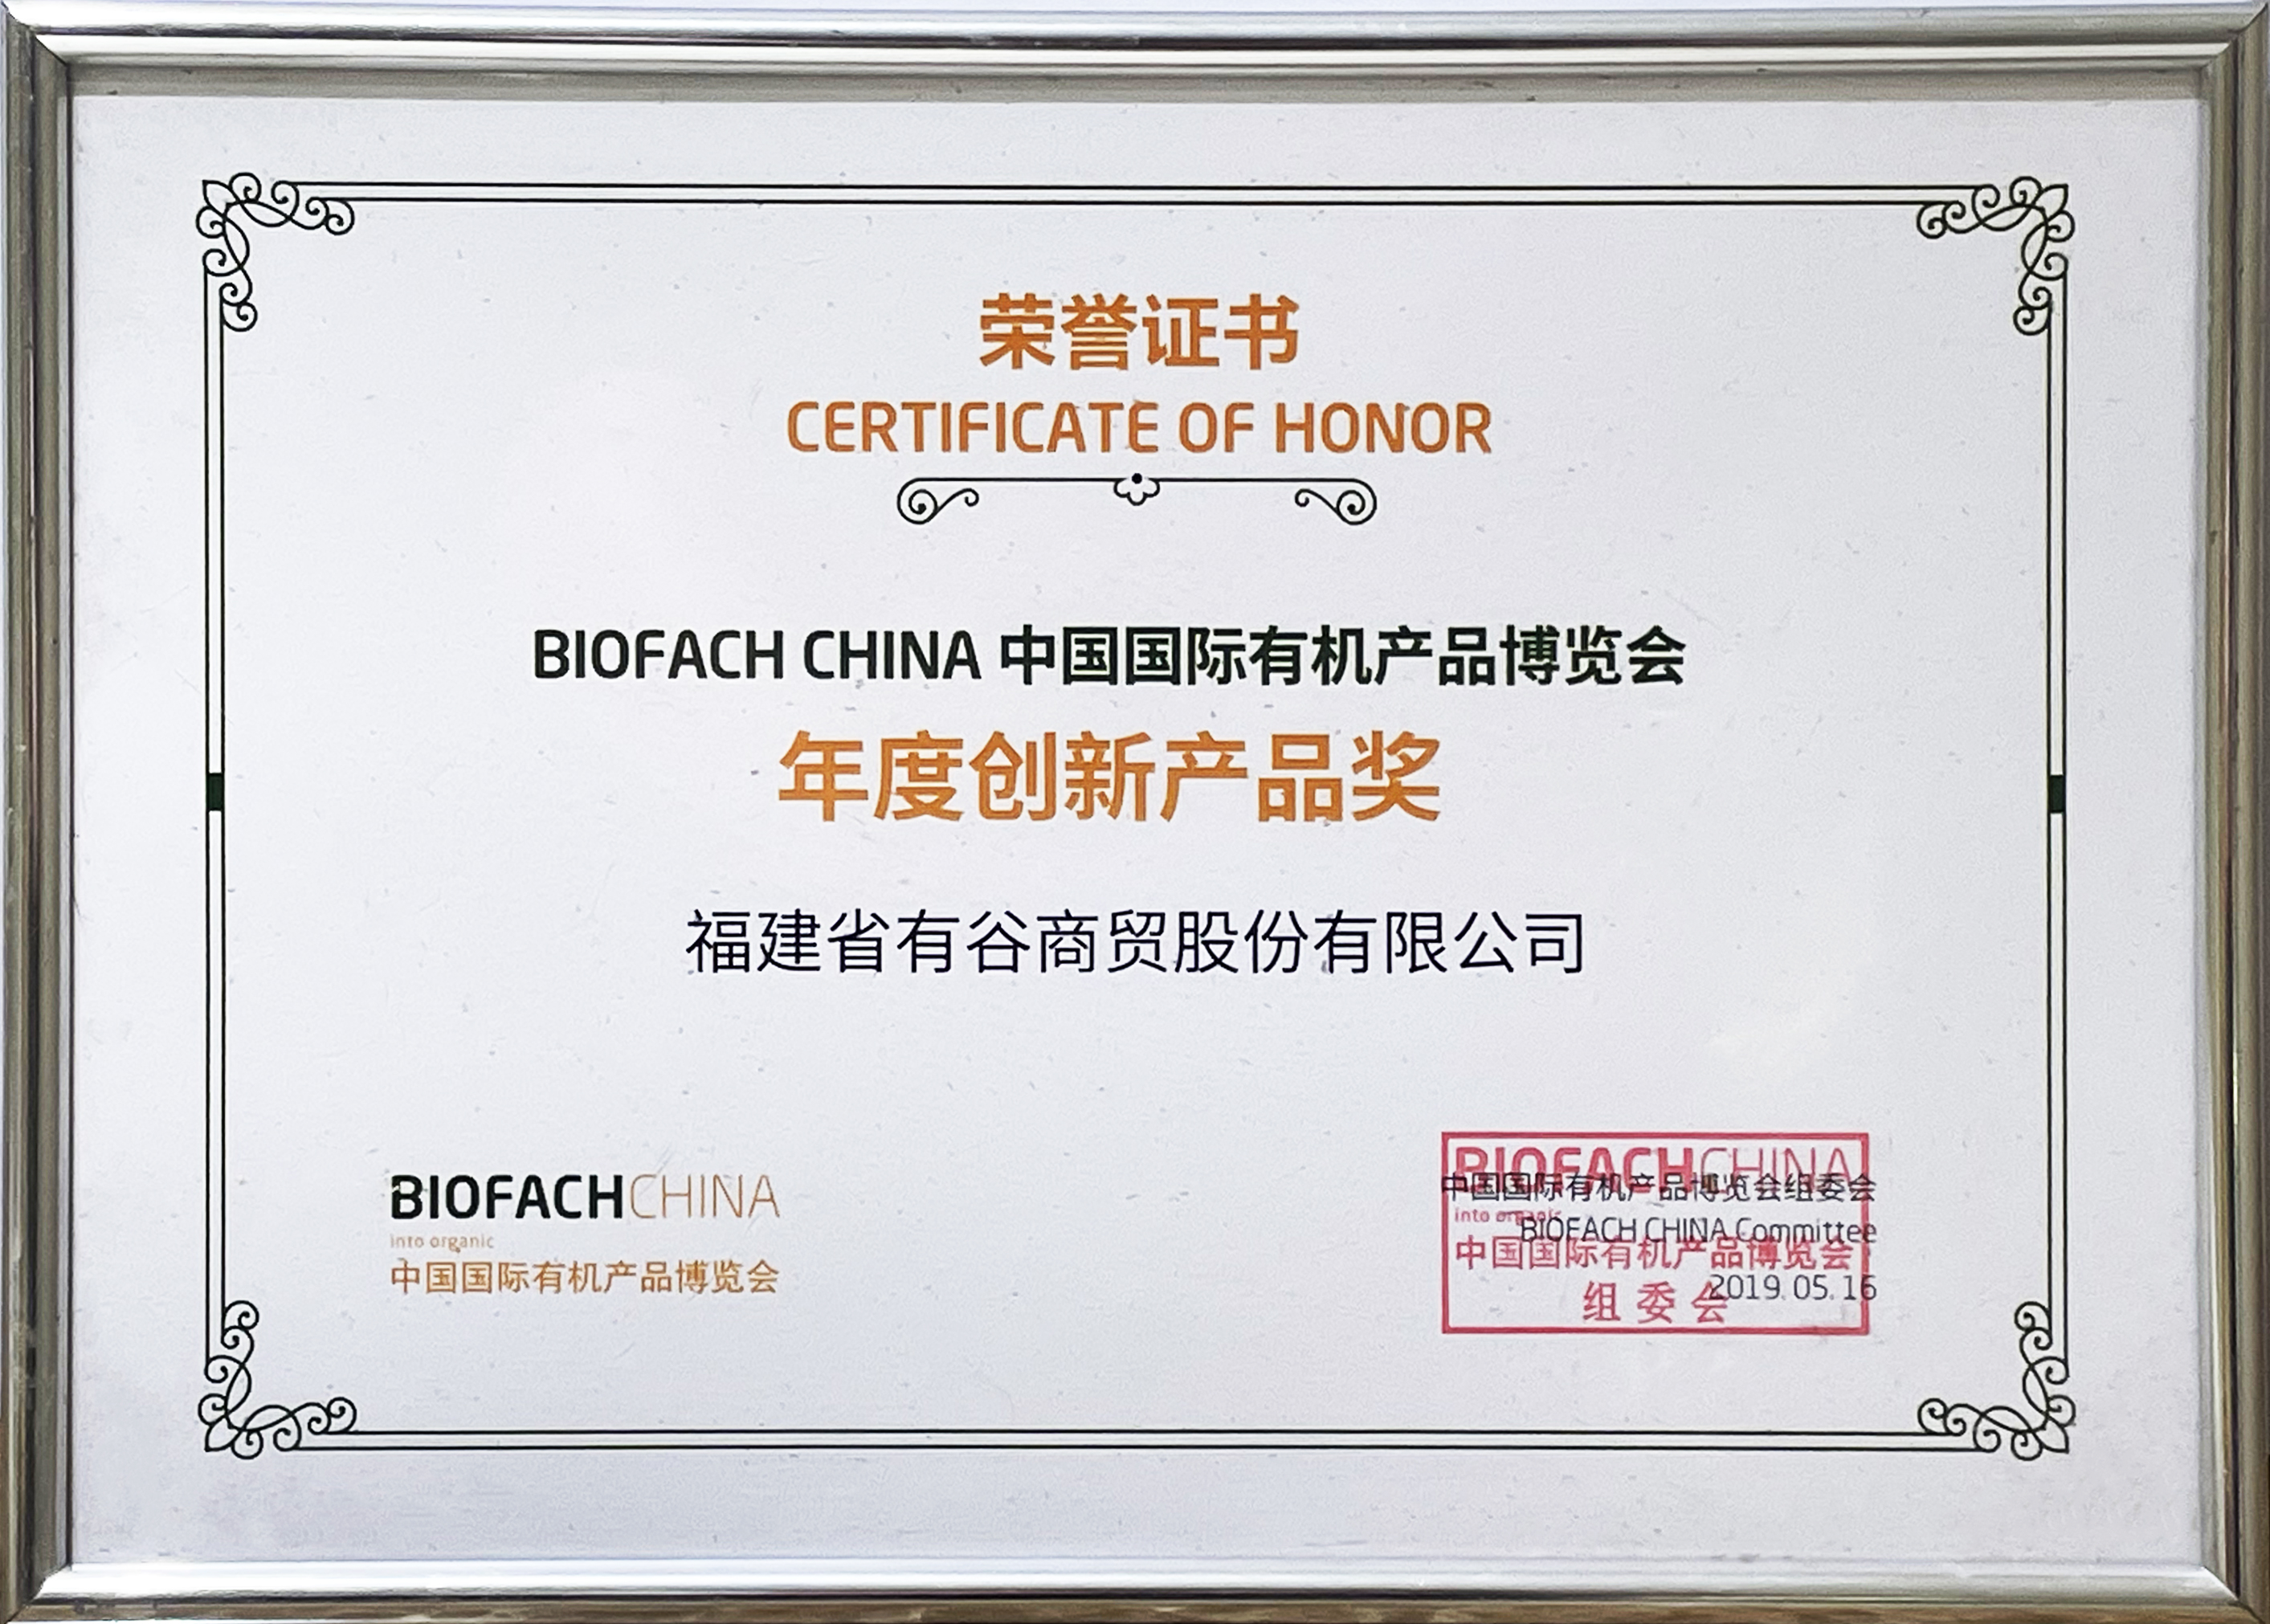 荣誉证书
CERTIFICATE OF HONOR
BIOFACH CHINA 中国国际有机产品博览会
年度创新产品奖
福建省有谷商贸股份有限公司
BIOFACHCHINA
into organic
中国国际有机产品博览会
BIOFACHCHINA
中国国际有机产品博览会组委会
into organic
BIOFACH CHINA Committee
中国国际有机产品博览会
2019.05.16
组委会